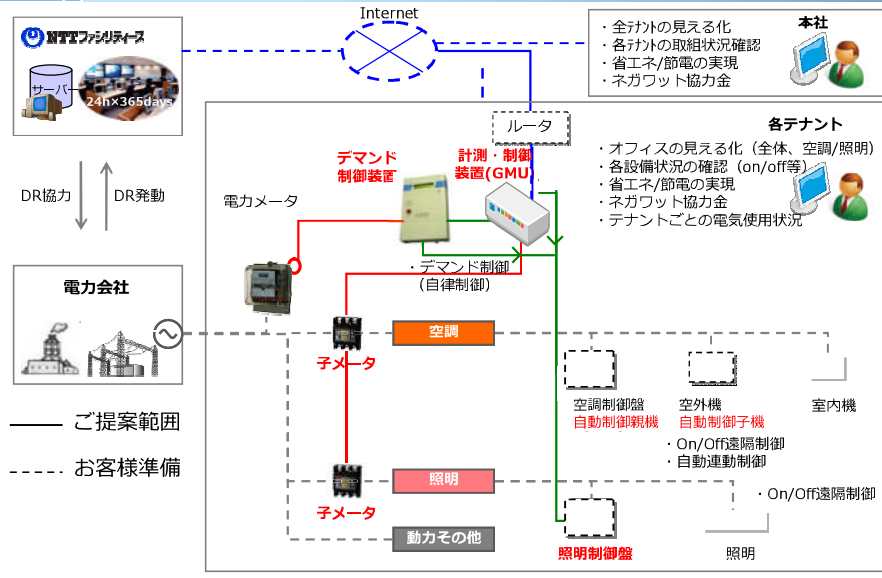 Internet
NTTファシリティーズ
サーバー
24h×365days
・全テナントの見える化
・各テナントの取組状況確認
・省エネ/節電の実現
・ネガワット協力金
本社
ルータ
各テナント
・オフィスの見える化（全体、空調/照明）
・各設備状況の確認（on/off等）
・省エネ/節電の実現
・ネガワット協力金
・テナントごとの電気使用状況
デマンド
制御装置
計測・制御
装置(GMU)
DR協力
DR発動
電力メータ
・デマンド制御
（自律制御）
電力会社
空調
子メータ
空調制御盤
自動制御親機
空外機
自動制御子機
室内機
・On/Off遠隔制御
・自動連動制御
ご提案範囲
お客様準備
照明
子メータ
・On/Off遠隔制御
動力その他
照明制御盤
照明